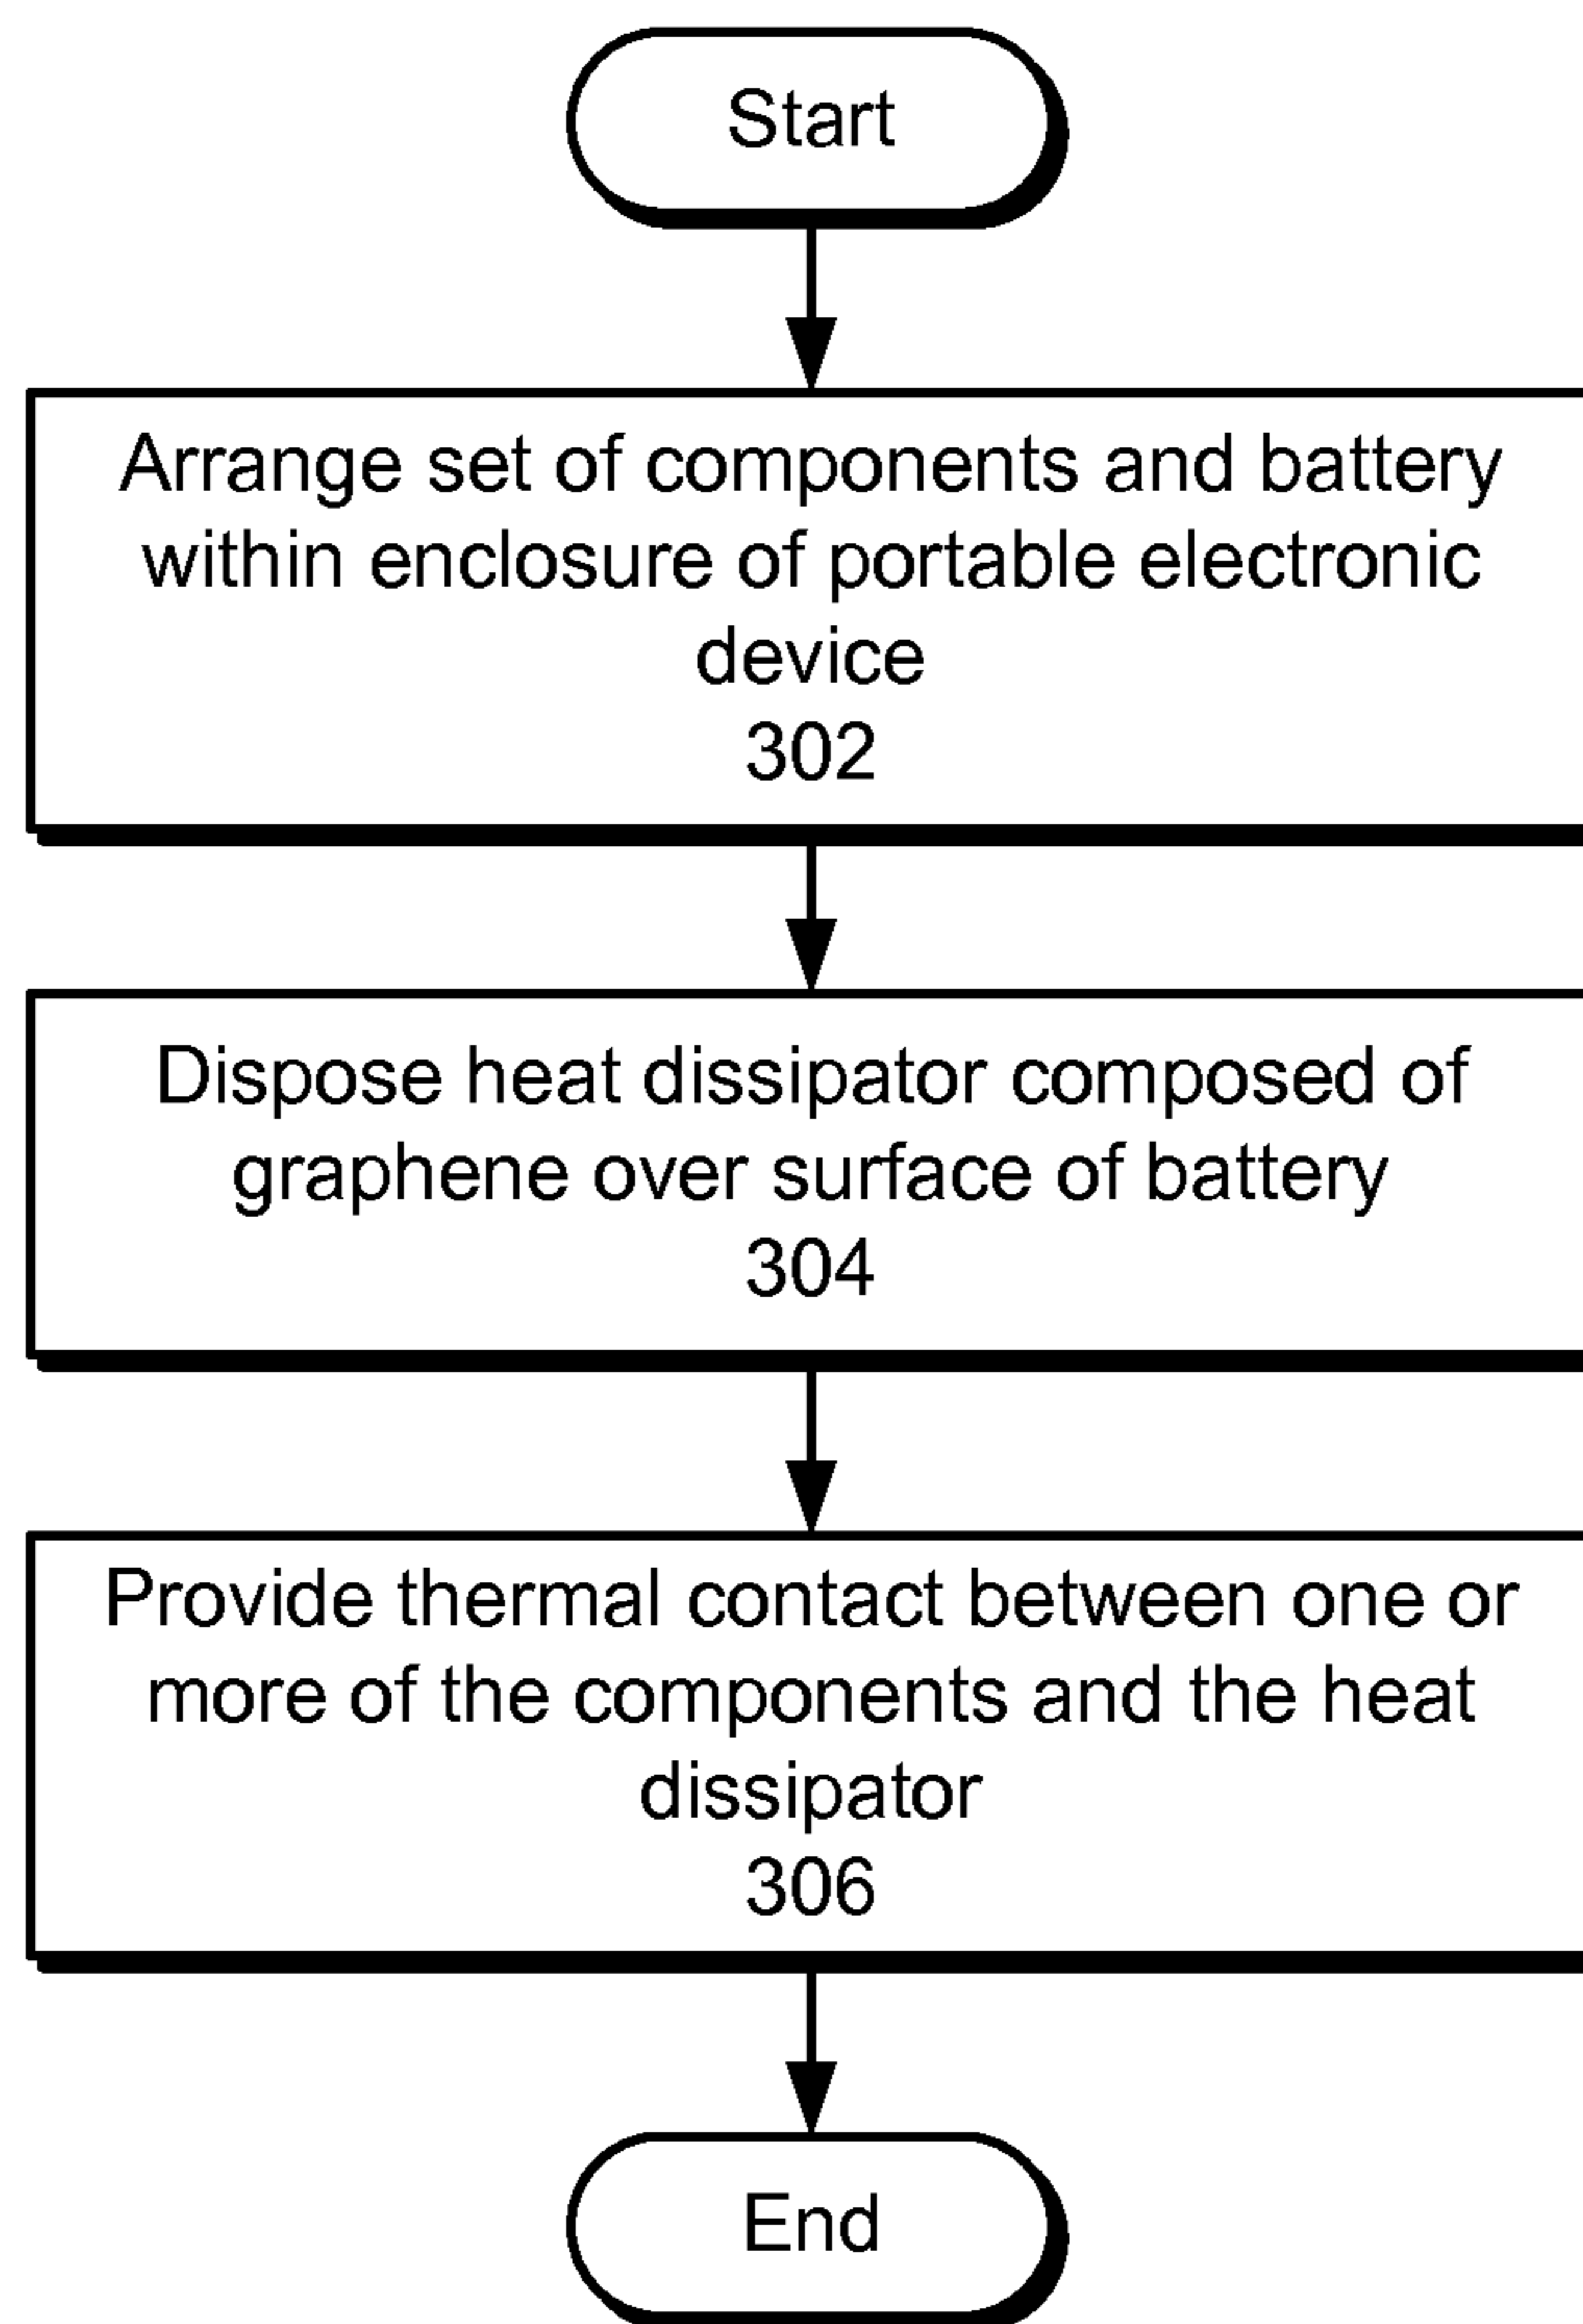 Start
Arrange set of components and battery
within enclosure of portable electronic
device
302
Dispose heat dissipator composed of
graphene over surface of battery
304
Provide thermal contact between one or
more of the components and the heat
dissipator
306
End